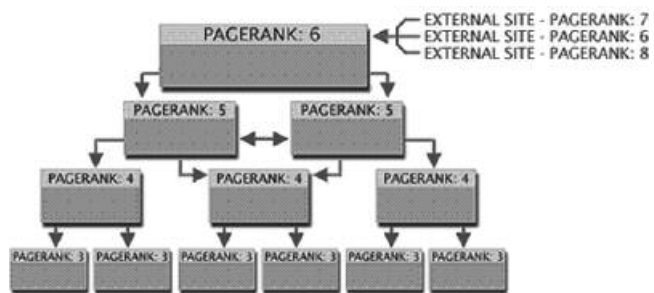 EXTERNAL SITE - PAGERANK: 7
PAGERANK: 6
EXTERNAL SITE - PAGERANK: 6
EXTERNAL SITE - PAGERANK: 8
PAGERANK: 5
PAGERANK: 5
PAGERANK: 4
PAGERANK: 4
PAGERANK: 4
PAGERANK: 3
PAGERANK: 3
PAGERANK: 3
PAGERANK: 3
PAGERANK: 3
PAGERANK: 3